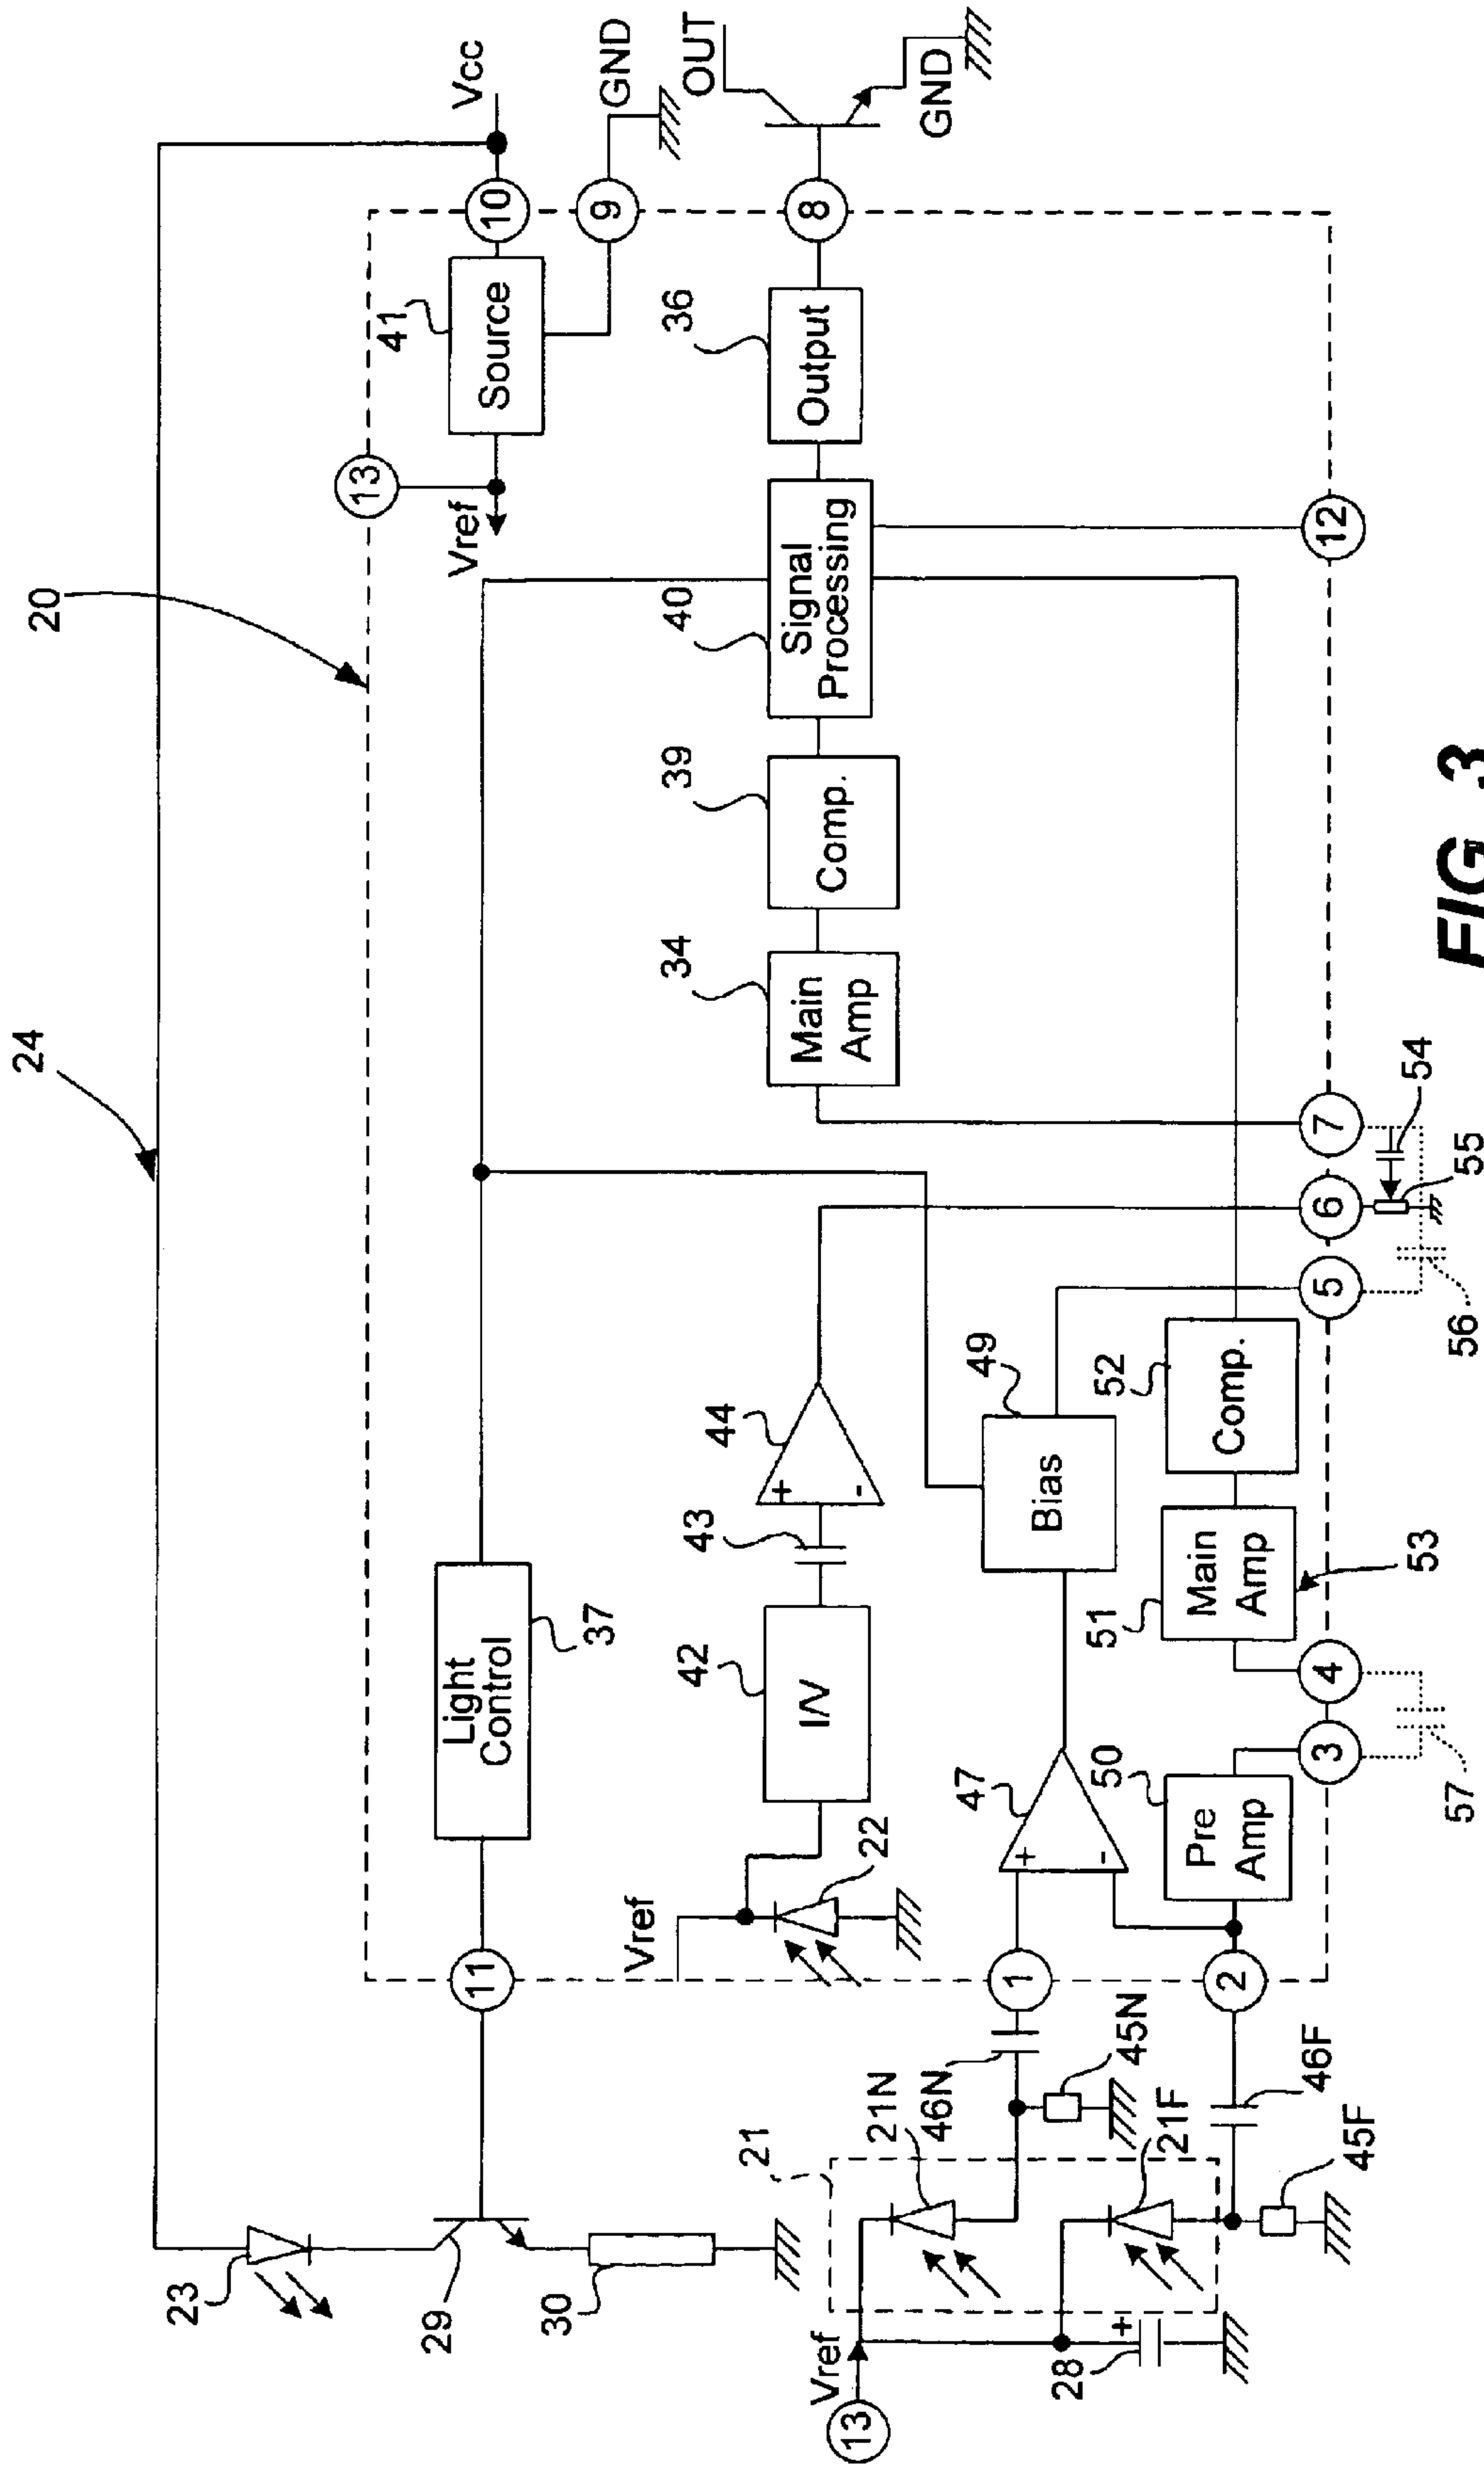 24
20
23
29
30
11
Light
Control
37
13
Vref
41
Source
10
Vcc
9
GND
Vref
22
42
I/V
43
+
-
44
34
Main
Amp
39
Comp.
40
Signal
Processing
36
Output
8
OUT
GND
13
Vref
28
+
21
21N
46N
45N
1
+
-
47
Bias
49
21F
45F
46F
2
50
Pre
Amp
51
Main
Amp
53
52
Comp.
3
4
5
6
7
12
57
56
55
54
FIG. 3